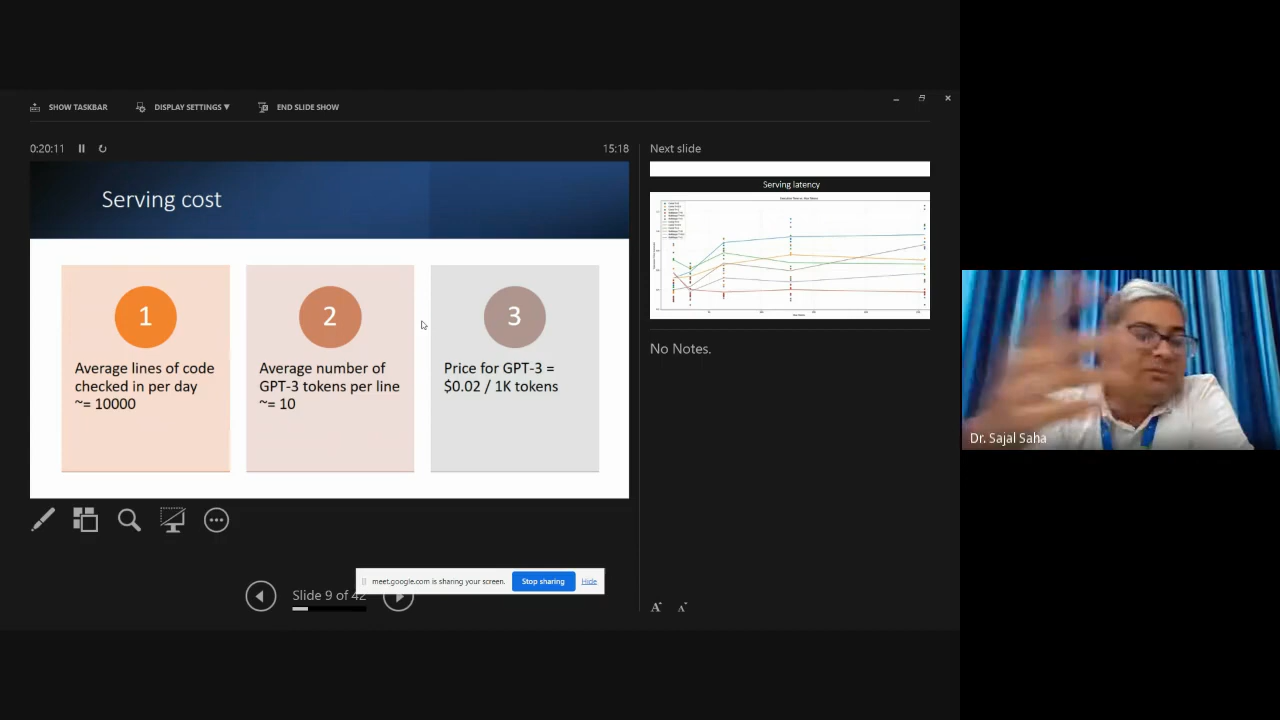 SHOW TASKBAR
DISPLAY SETTINGS ▾
END SLIDE SHOW
0:20:11
15:18
Next slide
Serving cost
Serving latency
1
2
3
Average lines of code
checked in per day
~= 10000
Average number of
GPT-3 tokens per line
~= 10
Price for GPT-3 =
$0.02 / 1K tokens
No Notes.
Dr. Sajal Saha
meet.google.com is sharing your screen.
Stop sharing
Hide
Slide 9 of 42
A
A